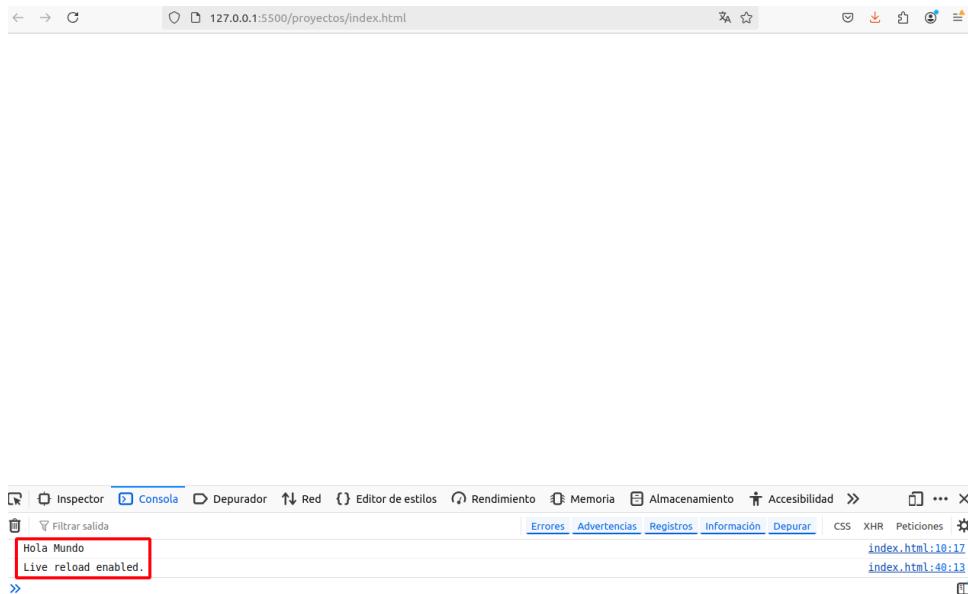 127.0.0.1:5500/proyectos/index.html
Inspector Consola Depurador Red Editor de estilos Rendimiento Memoria Almacenamiento Accesibilidad
Filtrar salida Errores Advertencias Registros Información Depurar CSS XHR Peticiones
Hola Mundo index.html:10:17
Live reload enabled. index.html:40:13